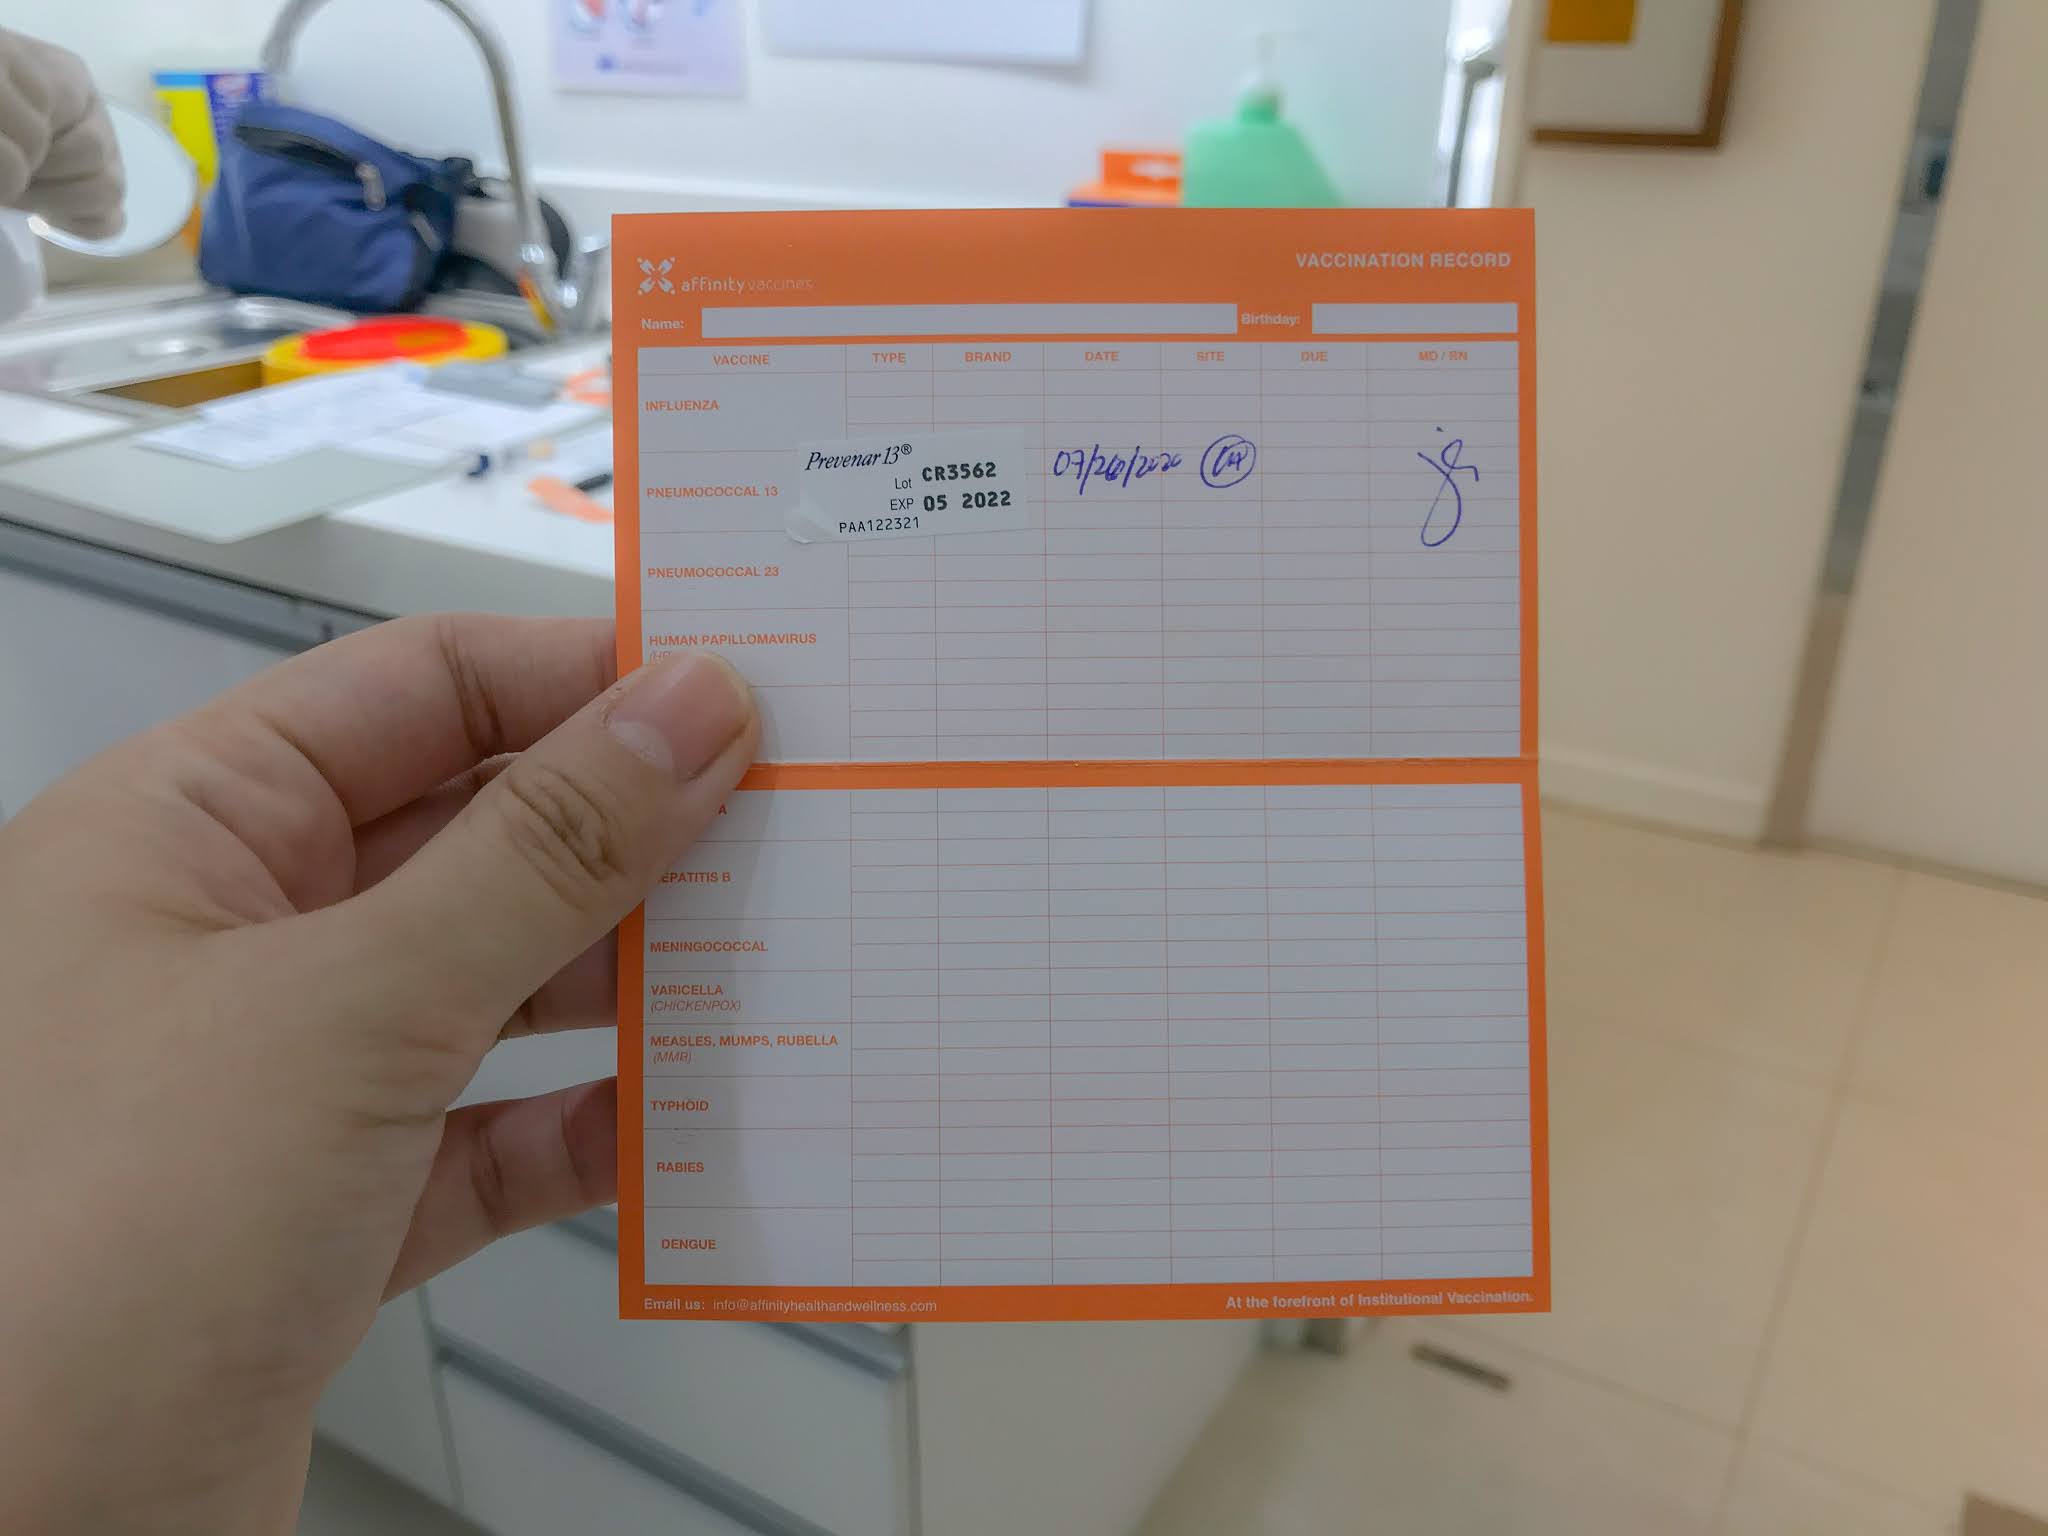 VACCINATION RECORD
affinityvaccines
Name: Birthday:
VACCINE TYPE BRAND DATE SITE DUE MD / RN
INFLUENZA
PNEUMOCOCCAL 13
Prevenar 13®
Lot CR3562
EXP 05 2022
PAA122321
PNEUMOCOCCAL 23
HUMAN PAPILLOMAVIRUS
A
EPATITIS B
MENINGOCOCCAL
VARICELLA
(CHICKENPOX)
MEASLES, MUMPS, RUBELLA
(MMR)
TYPHOID
RABIES
DENGUE
Email us: info@affinityhealthandwellness.com
At the forefront of Institutional Vaccination.